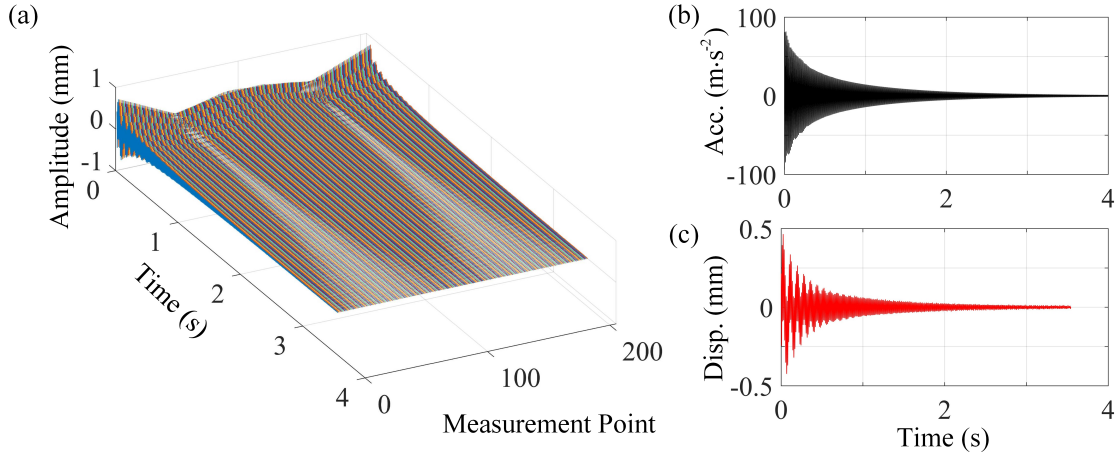 (a)
Amplitude (mm)
1
0
-1
0
1
2
3
4
Time (s)
0
100
200
Measurement Point
(b)
Acc. (m·s⁻²)
100
0
-100
0
2
4
(c)
Disp. (mm)
0.5
0
-0.5
0
2
4
Time (s)